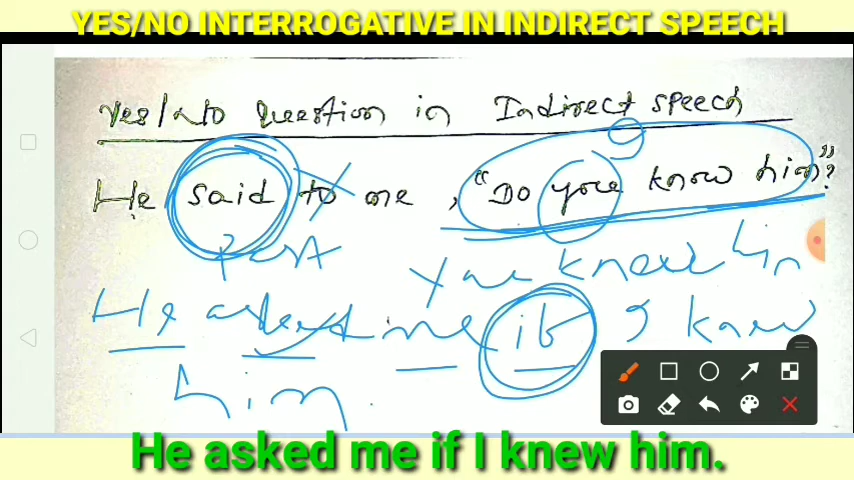 YES/NO INTERROGATIVE IN INDIRECT SPEECH
Yes/No Question in Indirect speech
He said to me, "Do you know him"?
I
Past
You knew him
He asked me if I knew
him.
He asked me if I knew him.